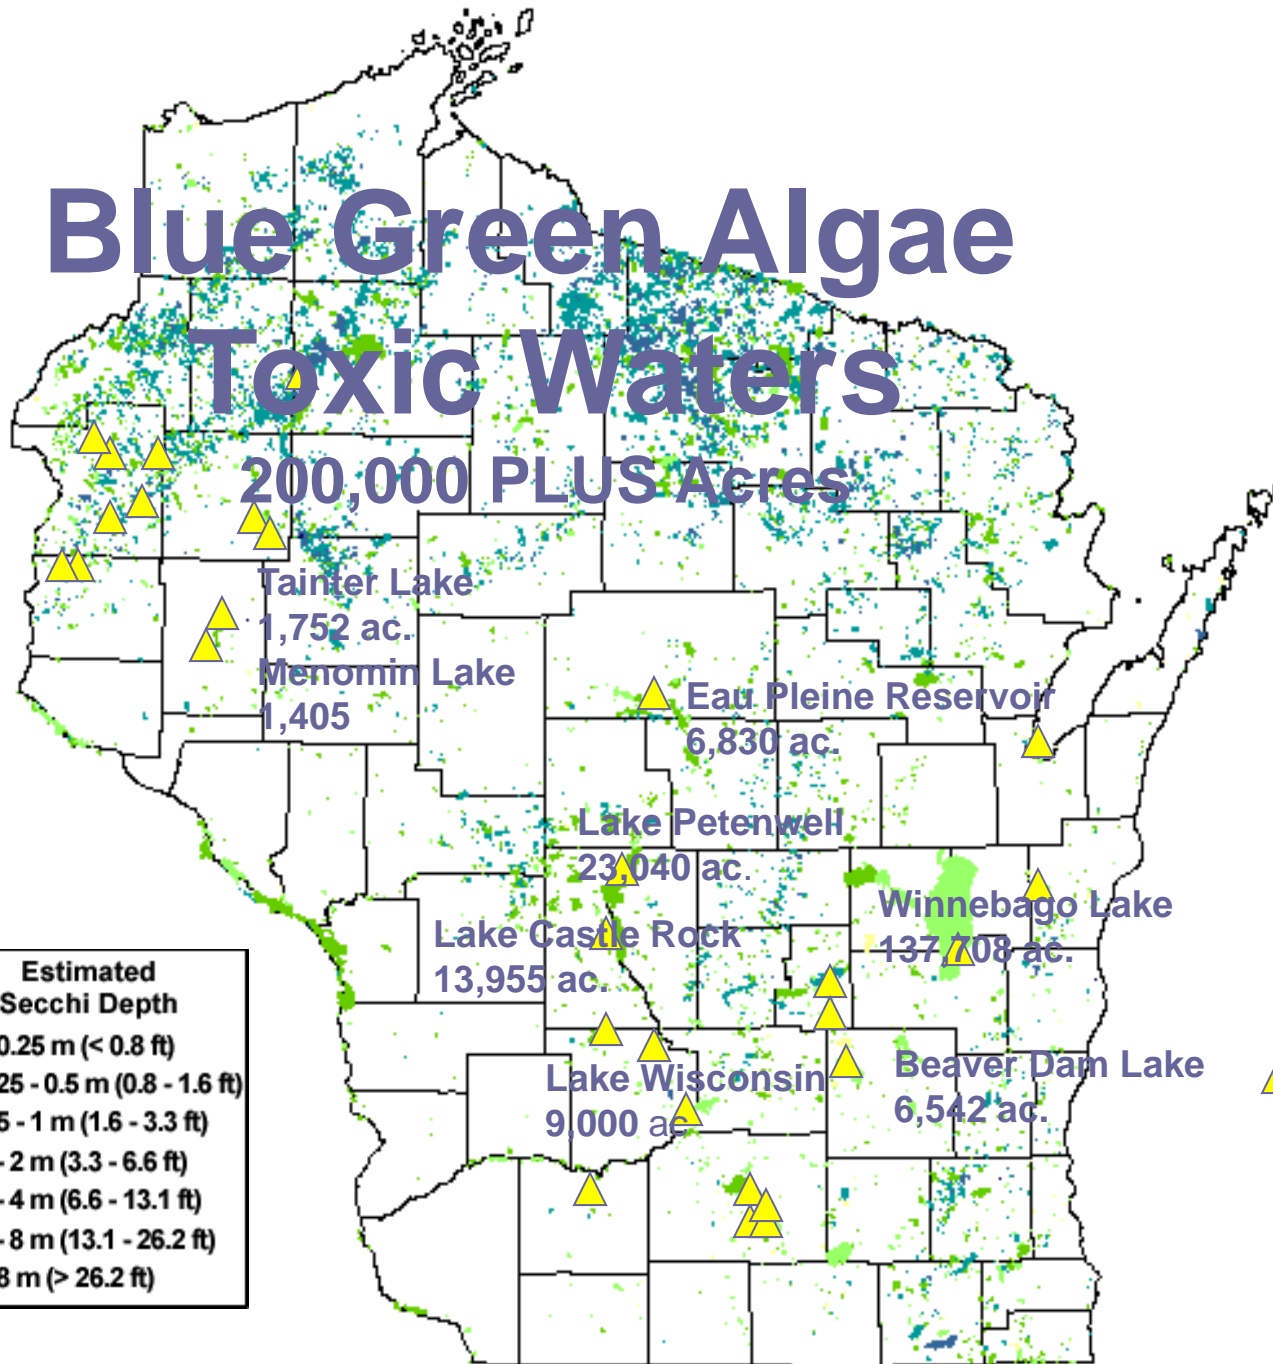 Blue Green Algae
Toxic Waters
200,000 PLUS Acres
Tainter Lake
1,752 ac.
Menomin Lake
1,405
Eau Pleine Reservoir
6,830 ac.
Lake Petenwell
23,040 ac.
Winnebago Lake
137,708 ac.
Lake Castle Rock
13,955 ac.
Lake Wisconsin
9,000 ac
Beaver Dam Lake
6,542 ac.
Estimated
Secchi Depth
0.25 m (< 0.8 ft)
25 - 0.5 m (0.8 - 1.6 ft)
5 - 1 m (1.6 - 3.3 ft)
- 2 m (3.3 - 6.6 ft)
- 4 m (6.6 - 13.1 ft)
- 8 m (13.1 - 26.2 ft)
8 m (> 26.2 ft)